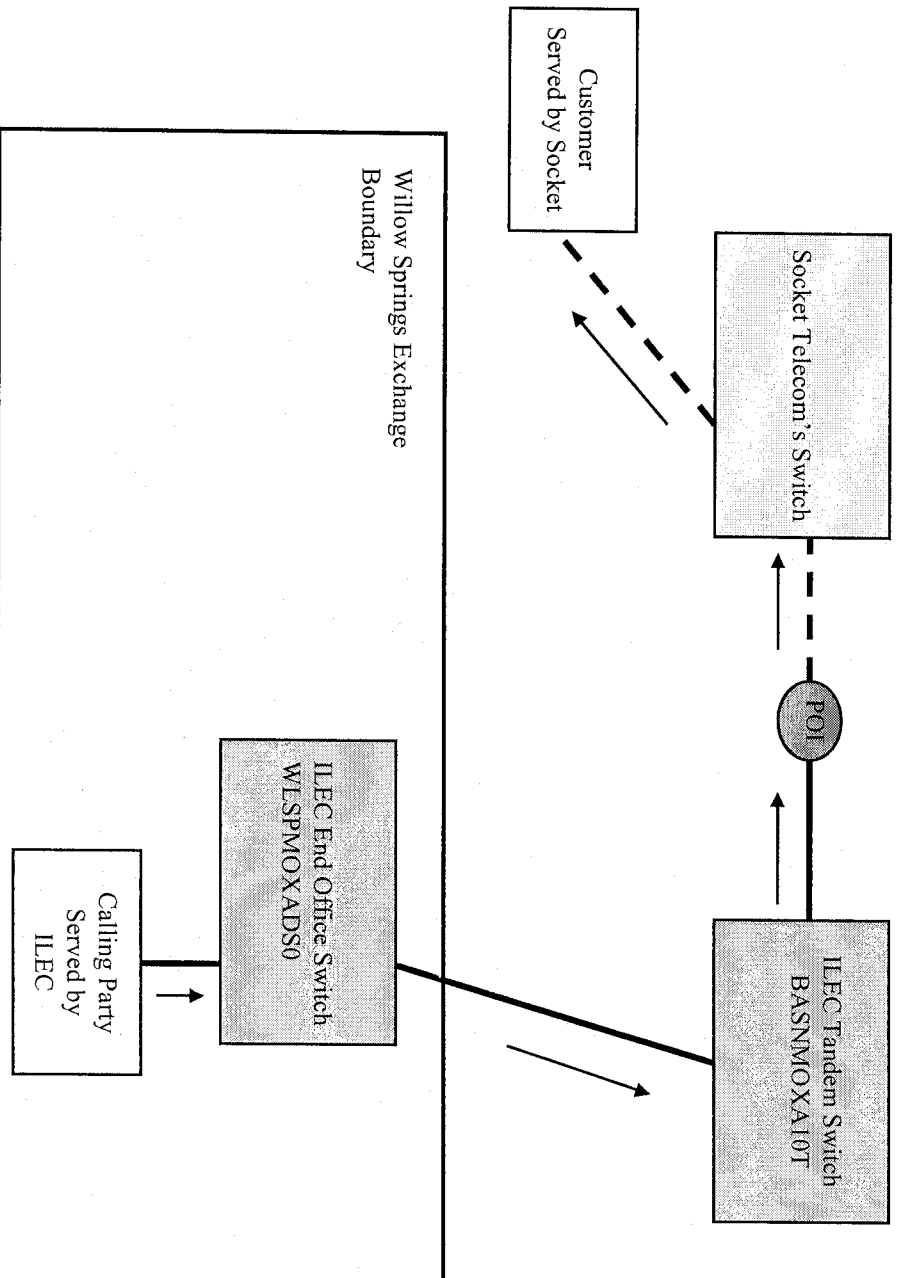 Socket Telecom's Switch
POI
ILEC Tandem Switch
BASNMOXA10T
Customer
Served by Socket
Willow Springs Exchange
Boundary
ILEC End Office Switch
WLSPMOXADS0
Calling Party
Served by
ILEC